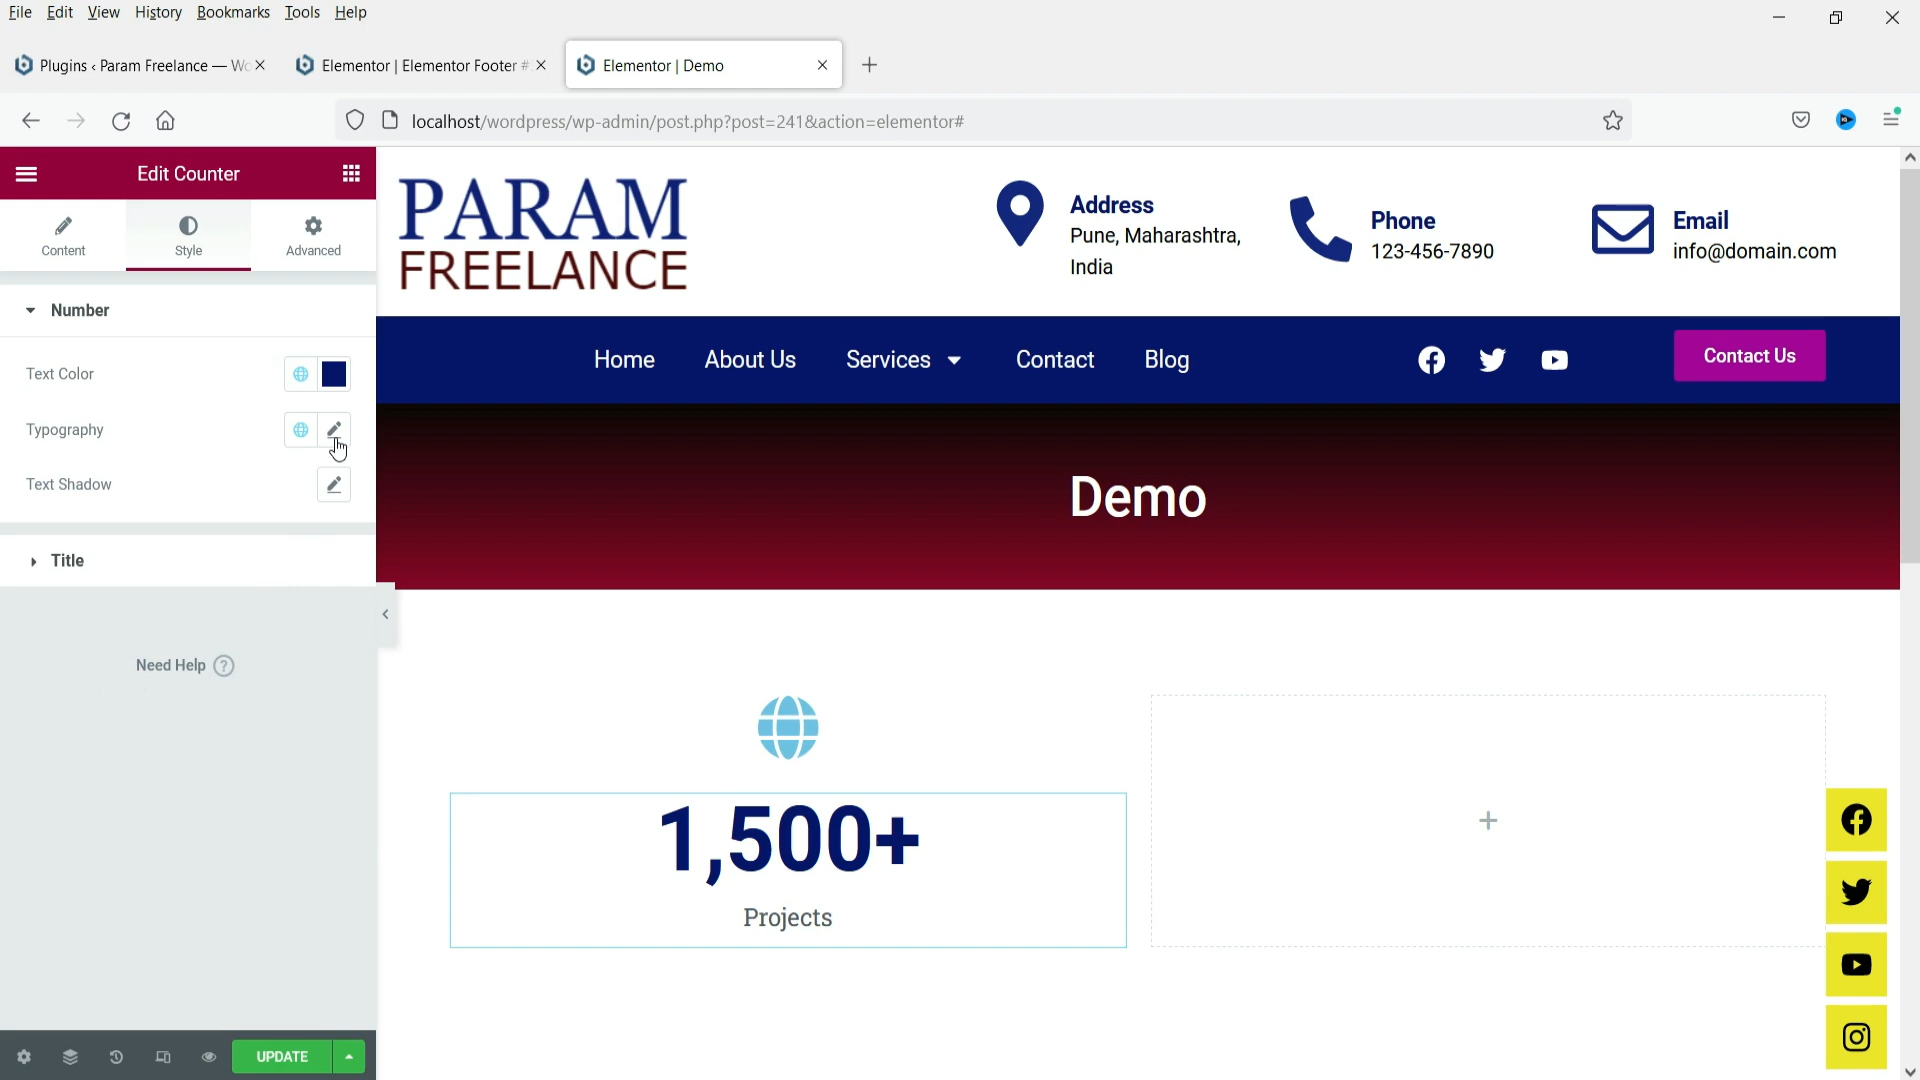 File Edit View History Bookmarks Tools Help
Plugins ‹ Param Freelance — Wo
Elementor | Elementor Footer #
Elementor | Demo
localhost/wordpress/wp-admin/post.php?post=241&action=elementor#
Edit Counter
Content Style Advanced
Number
Text Color
Typography
Text Shadow
Title
Need Help ?
UPDATE
PARAM
FREELANCE
Address
Pune, Maharashtra,
India
Phone
123-456-7890
Email
info@domain.com
Home About Us Services Contact Blog
Contact Us
Demo
1,500+
Projects